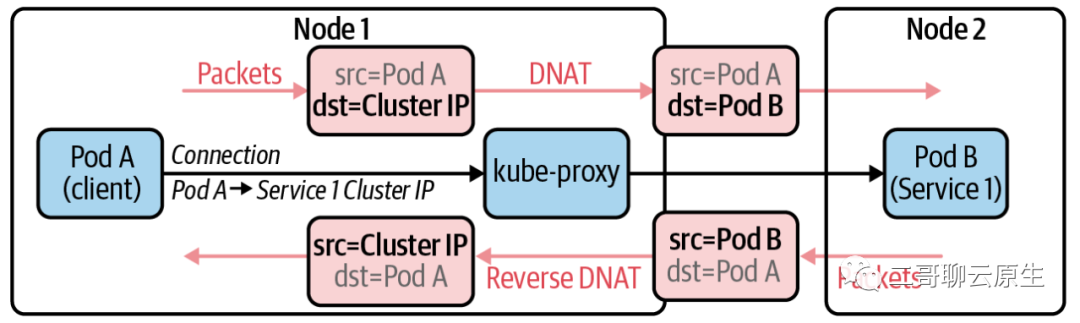 Node 1
Node 2
Packets
src=Pod A
dst=Cluster IP
DNAT
src=Pod A
dst=Pod B
Pod A
(client)
Connection
Pod A→Service 1 Cluster IP
kube-proxy
Pod B
(Service 1)
src=Cluster IP
dst=Pod A
Reverse DNAT
src=Pod B
dst=Pod A
Packets
二哥聊云原生